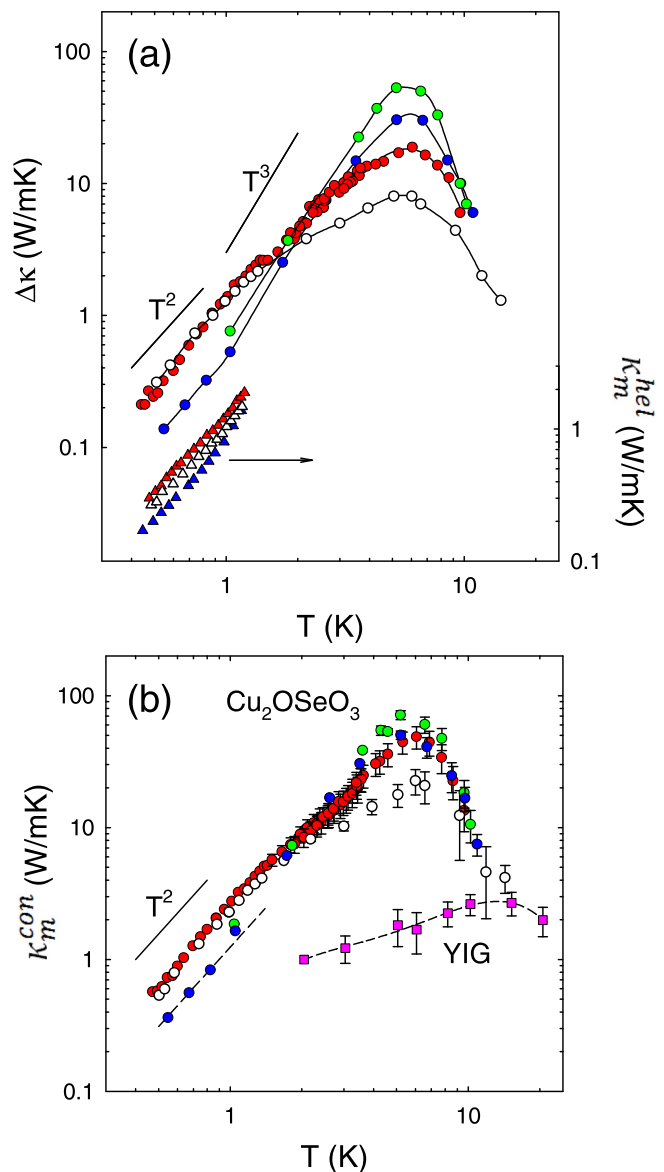 (a)
100
10
1
0.1
Δκ (W/mK)
T³
T²
1
0.1
κ_m^hel (W/mK)
1
10
T (K)
(b)
Cu₂OSeO₃
100
10
1
0.1
κ_m^con (W/mK)
T²
YIG
1
10
T (K)